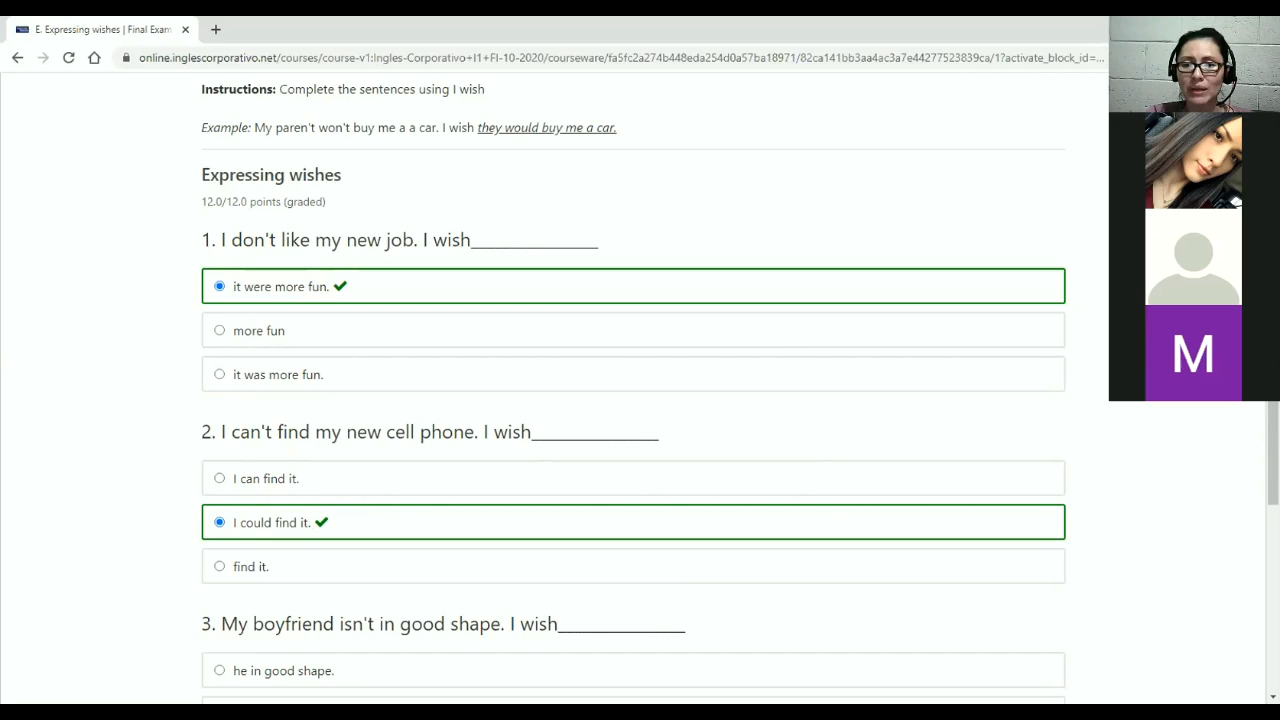 E. Expressing wishes | Final Exam
online.inglescorporativo.net/courses/course-v1:Ingles-Corporativo+I1+FI-10-2020/courseware/fa5fc2a274b448eda254d0a57ba18971/82ca141bb3aa4ac3a7e44277523839ca/1?activate_block_id=...
Instructions: Complete the sentences using I wish
Example: My paren't won't buy me a a car. I wish they would buy me a car.
Expressing wishes
12.0/12.0 points (graded)
1. I don't like my new job. I wish_______________
it were more fun.
more fun
it was more fun.
2. I can't find my new cell phone. I wish_______________
I can find it.
I could find it.
find it.
3. My boyfriend isn't in good shape. I wish_______________
he in good shape.
M